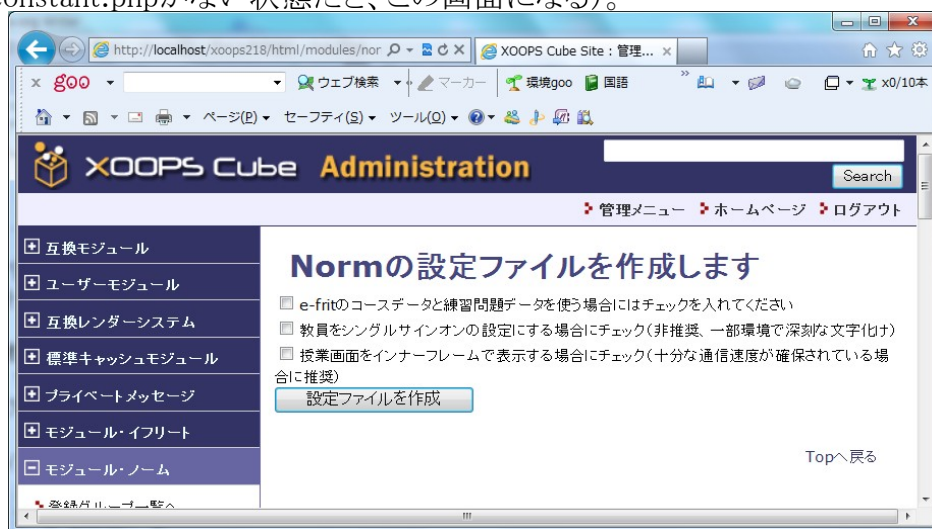 constant.phpがない状態だと、この画面になる)。
http://localhost/xoops218/html/modules/nor
XOOPS Cube Site : 管理...
x goo
ウェブ検索
マーカー
環境goo
国語
x0/10本
ページ(P)
セーフティ(S)
ツール(O)
XOOPS Cube Administration
Search
管理メニュー ホームページ ログアウト
互換モジュール
ユーザーモジュール
互換レンダーシステム
標準キャッシュモジュール
プライベートメッセージ
モジュール・イフリート
モジュール・ノーム
登録グループ一覧へ
Normの設定ファイルを作成します
e-fritのコースデータと練習問題データを使う場合にはチェックを入れてください
教員をシングルサインオンの設定にする場合にチェック(非推奨、一部環境で深刻な文字化け)
授業画面をインナーフレームで表示する場合にチェック(十分な通信速度が確保されている場
合に推奨)
設定ファイルを作成
Topへ戻る